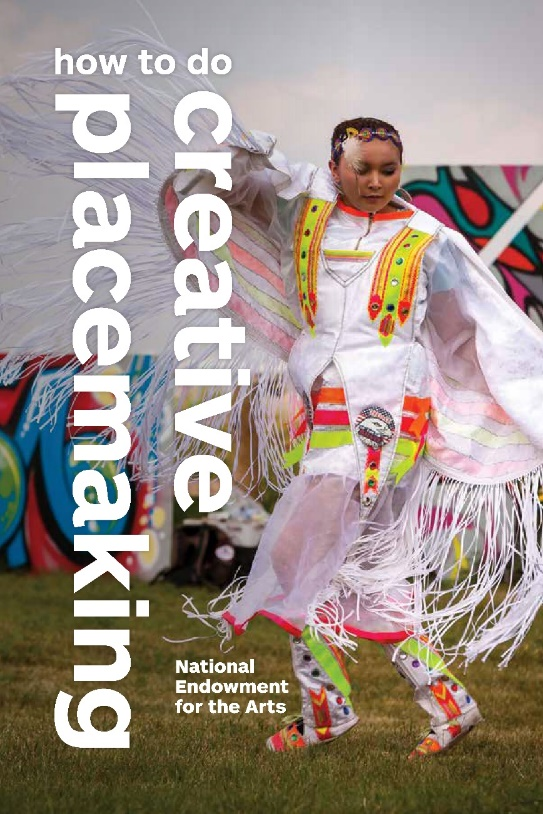 how to do
creative
placemaking
National
Endowment
for the Arts